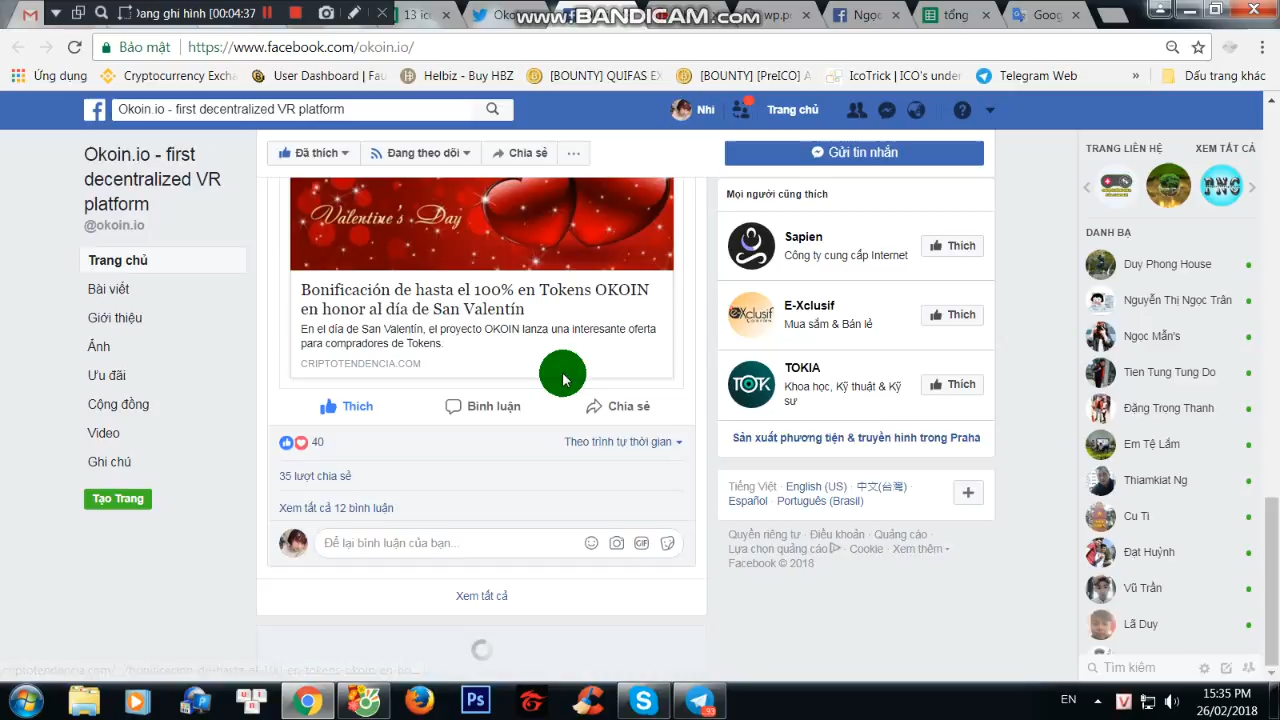 Đang ghi hình [00:04:37]
www.BANDICAM.com
13 ic
Oko
wp.pc
Ngọc
tổng
Goog
Bảo mật
https://www.facebook.com/okoin.io/
Ứng dụng
Cryptocurrency Excha
User Dashboard | Fau
Helbiz - Buy HBZ
[BOUNTY] QUIFAS EX
[BOUNTY] [PreICO] A
IcoTrick | ICO's under
Telegram Web
»
Dấu trang khác
Okoin.io - first decentralized VR platform
Nhi
Trang chủ
Okoin.io - first
decentralized VR
platform
@okoin.io
Trang chủ
Bài viết
Giới thiệu
Ảnh
Ưu đãi
Cộng đồng
Video
Ghi chú
Tạo Trang
Đã thích
Đang theo dõi
Chia sẻ
...
Gửi tin nhắn
Valentine's Day
Bonificación de hasta el 100% en Tokens OKOIN
en honor al día de San Valentín
En el día de San Valentín, el proyecto OKOIN lanza una interesante oferta
para compradores de Tokens.
CRIPTOTENDENCIA.COM
Thích
Bình luận
Chia sẻ
40
Theo trình tự thời gian
35 lượt chia sẻ
Xem tất cả 12 bình luận
Để lại bình luận của bạn...
Xem tất cả
Mọi người cũng thích
Sapien
Công ty cung cấp Internet
Thích
E-Xclusif
Mua sắm & Bán lẻ
Thích
TOK
TOKIA
Khoa học, Kỹ thuật & Kỹ
sư
Thích
Sản xuất phương tiện & truyền hình trong Praha
Tiếng Việt · English (US) · 中文(台灣) ·
Español · Português (Brasil)
Quyền riêng tư · Điều khoản · Quảng cáo ·
Lựa chọn quảng cáo · Cookie · Xem thêm
Facebook © 2018
TRANG LIÊN HỆ
XEM TẤT CẢ
PNG
DANH BẠ
Duy Phong House
Nguyễn Thị Ngọc Trân
Ngọc Mẫn's
Tien Tung Tung Do
Đặng Trong Thanh
Em Tệ Lắm
Thiamkiat Ng
Cu Ti
Đạt Huỳnh
Vũ Trần
Lã Duy
Tìm kiếm
Ps
93
EN
15:35 PM
26/02/2018